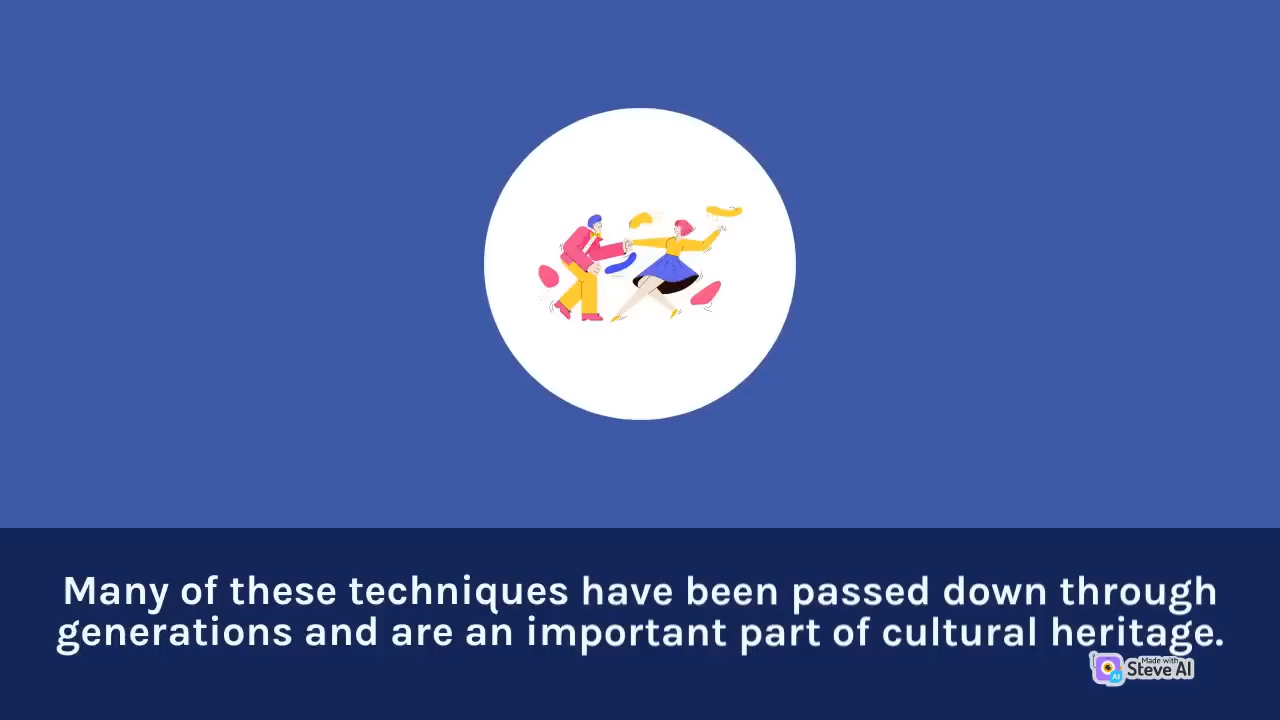 Many of these techniques have been passed down through
generations and are an important part of cultural heritage.
Made with
Steve AI
AI